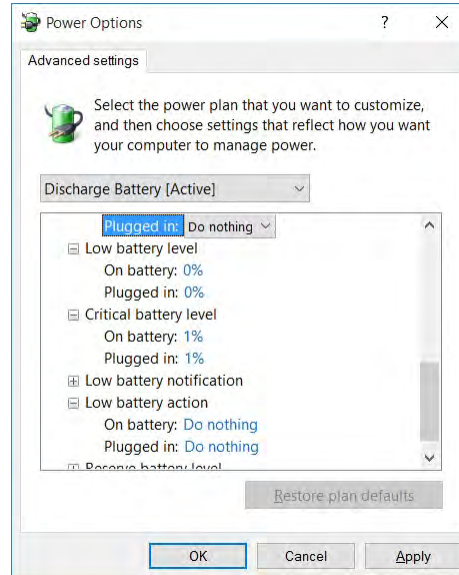 Power Options
?
Advanced settings
Select the power plan that you want to customize,
and then choose settings that reflect how you want
your computer to manage power.
Discharge Battery [Active]
Plugged in: Do nothing
Low battery level
On battery: 0%
Plugged in: 0%
Critical battery level
On battery: 1%
Plugged in: 1%
Low battery notification
Low battery action
On battery: Do nothing
Plugged in: Do nothing
Reserve battery level
Restore plan defaults
OK Cancel Apply